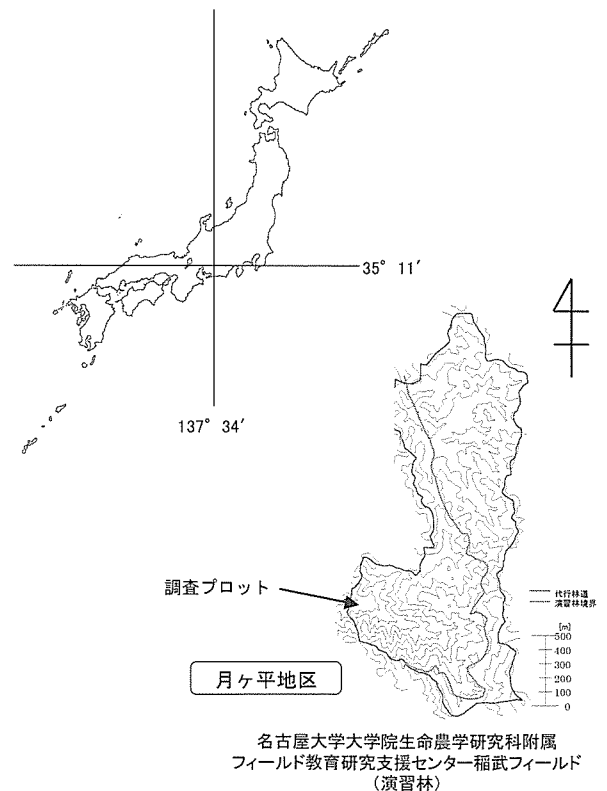 35° 11′
137° 34′
調査プロット
代行林道
演習林境界
[m]
500
400
300
200
100
0
月ヶ平地区
名古屋大学大学院生命農学研究科附属
フィールド教育研究支援センター稲武フィールド
（演習林）